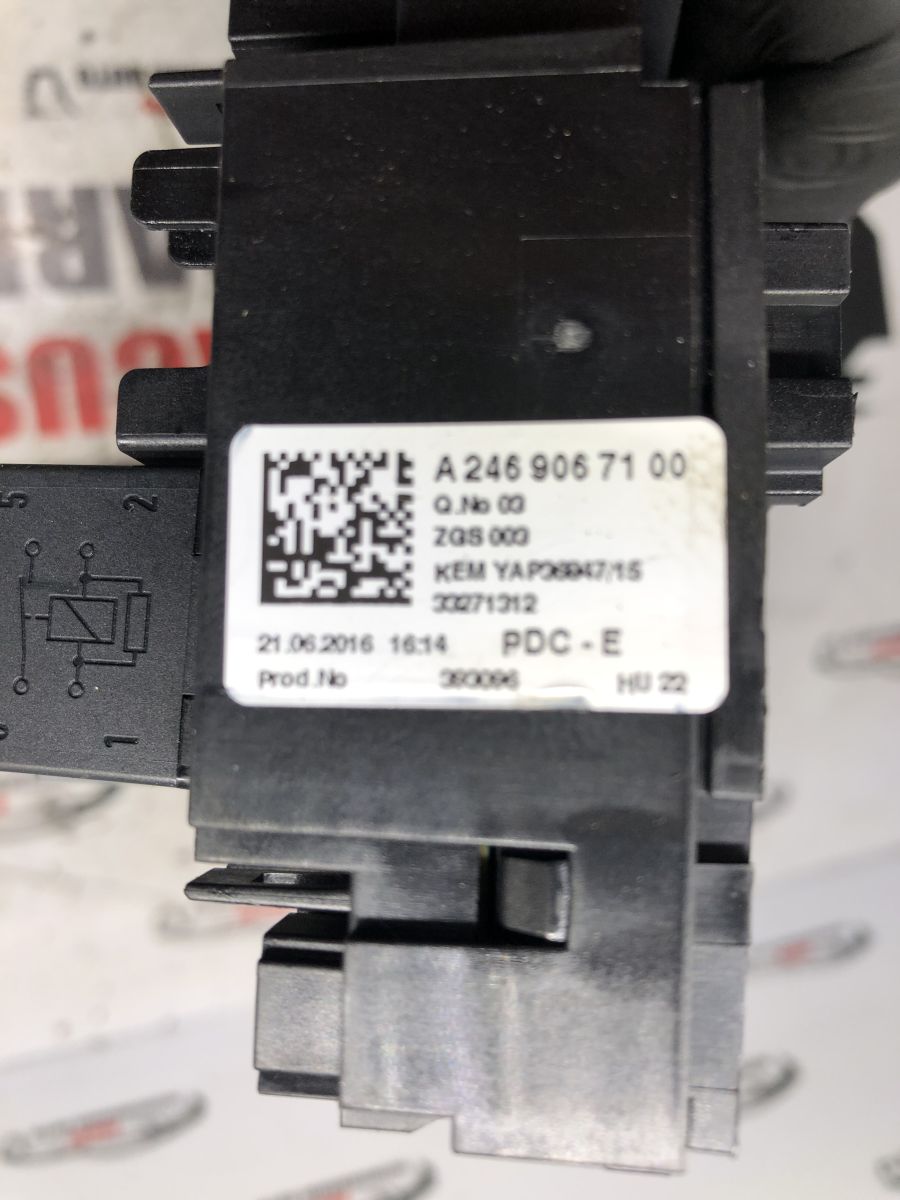 A 246 906 71 00
Q.No 03
ZGS 003
KEM YAP36947/15
33271312
21.06.2016 16:14 PDC - E
Prod.No 393096 HU 22
5
2
1